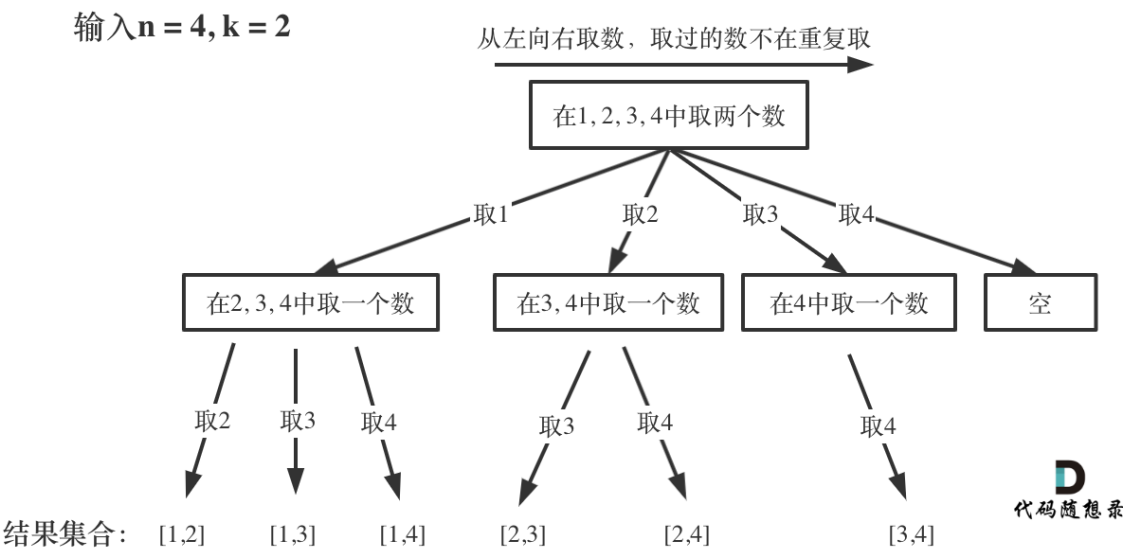 输入n = 4, k = 2
从左向右取数，取过的数不在重复取
在1, 2, 3, 4中取两个数
取1 取2 取3 取4
在2, 3, 4中取一个数 在3, 4中取一个数 在4中取一个数 空
取2 取3 取4 取3 取4 取4
代码随想录
结果集合： [1,2] [1,3] [1,4] [2,3] [2,4] [3,4]